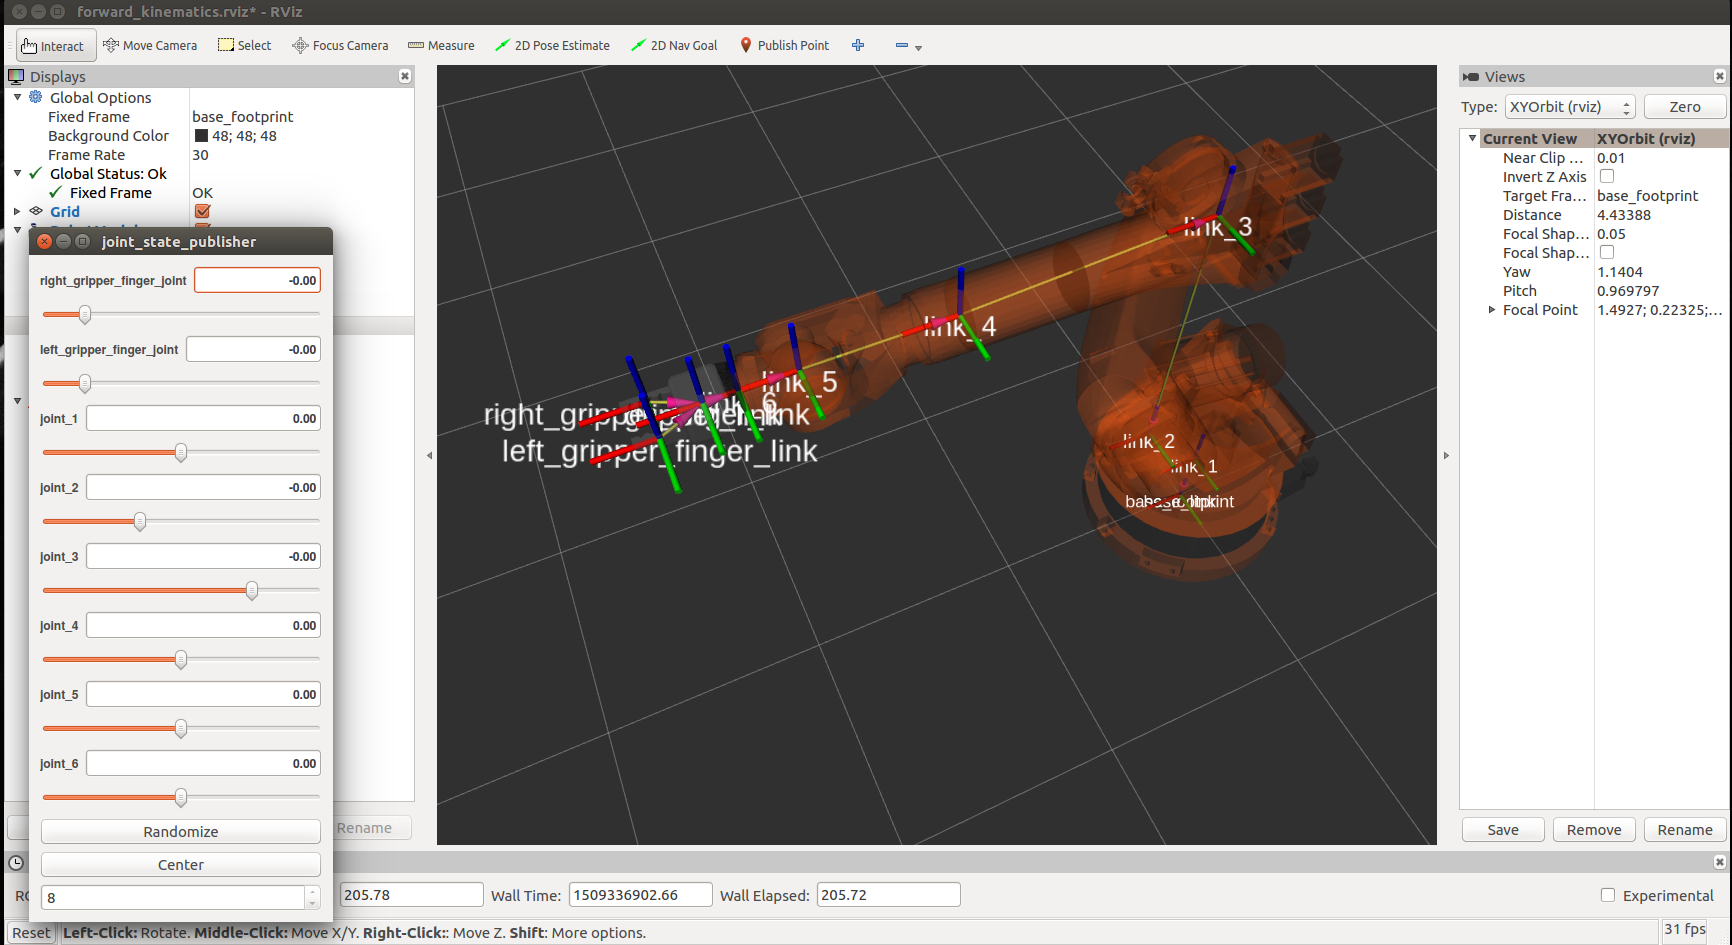 forward_kinematics.rviz* - RViz
Interact Move Camera Select Focus Camera Measure 2D Pose Estimate 2D Nav Goal Publish Point
Displays
Global Options
Fixed Frame base_footprint
Background Color 48; 48; 48
Frame Rate 30
Global Status: Ok
Fixed Frame OK
Grid
joint_state_publisher
right_gripper_finger_joint -0.00
left_gripper_finger_joint -0.00
joint_1 0.00
joint_2 -0.00
joint_3 -0.00
joint_4 0.00
joint_5 0.00
joint_6 0.00
Randomize
Center
8
Rename
link_3
link_4
link_5
left_gripper_finger_link
link_2
link_1
Views
Type: XYOrbit (rviz) Zero
Current View XYOrbit (rviz)
Near Clip ... 0.01
Invert Z Axis
Target Fra... base_footprint
Distance 4.43388
Focal Shap... 0.05
Focal Shap...
Yaw 1.1404
Pitch 0.969797
Focal Point 1.4927; 0.22325;...
Save Remove Rename
205.78 Wall Time: 1509336902.66 Wall Elapsed: 205.72 Experimental
Reset Left-Click: Rotate. Middle-Click: Move X/Y. Right-Click:: Move Z. Shift: More options. 31 fps